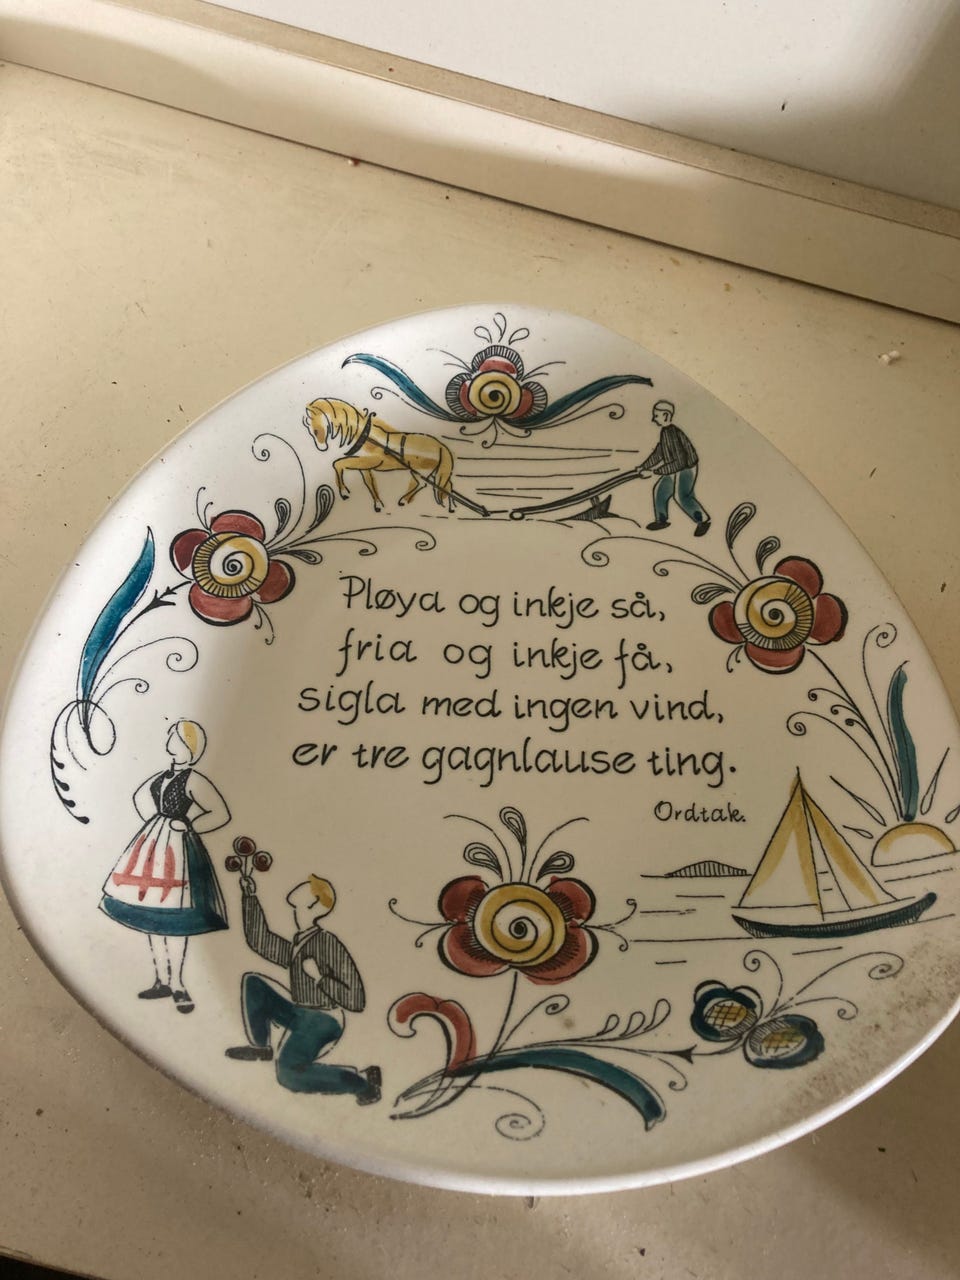 Pløya og inkje så,
fria og inkje få,
sigla med ingen vind,
er tre gagnlause ting.
Ordtak.